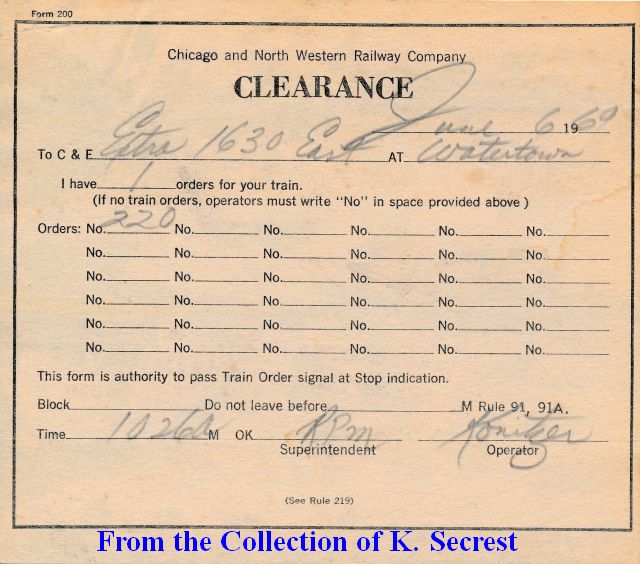 Form 200
Chicago and North Western Railway Company
CLEARANCE
June 6 1969
To C & E Extra 1630 East AT Watertown
I have 1 orders for your train.
(If no train orders, operators must write "No" in space provided above)
Orders: No. 220 No. No. No. No. No.
No. No. No. No. No. No.
No. No. No. No. No. No.
No. No. No. No. No. No.
No. No. No. No. No. No.
No. No. No. No. No. No.
This form is authority to pass Train Order signal at Stop indication.
Block Do not leave before M Rule 91, 91A.
Time 1026A M OK RPM Konitzer
Superintendent Operator
(See Rule 219)
From the Collection of K. Secrest